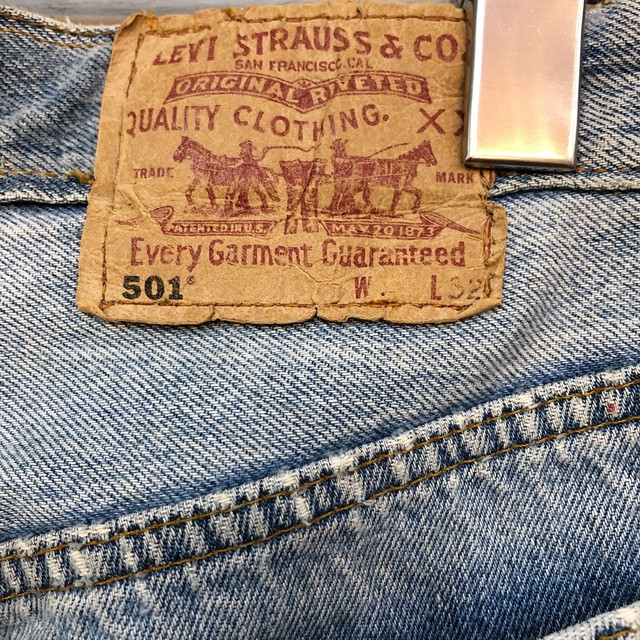 LEVI STRAUSS & CO.
SAN FRANCISCO, CAL
ORIGINAL RIVETED
QUALITY CLOTHING. XX
TRADE MARK
PATENTED IN U.S. MAY 20 1873
Every Garment Guaranteed
501® W L 32